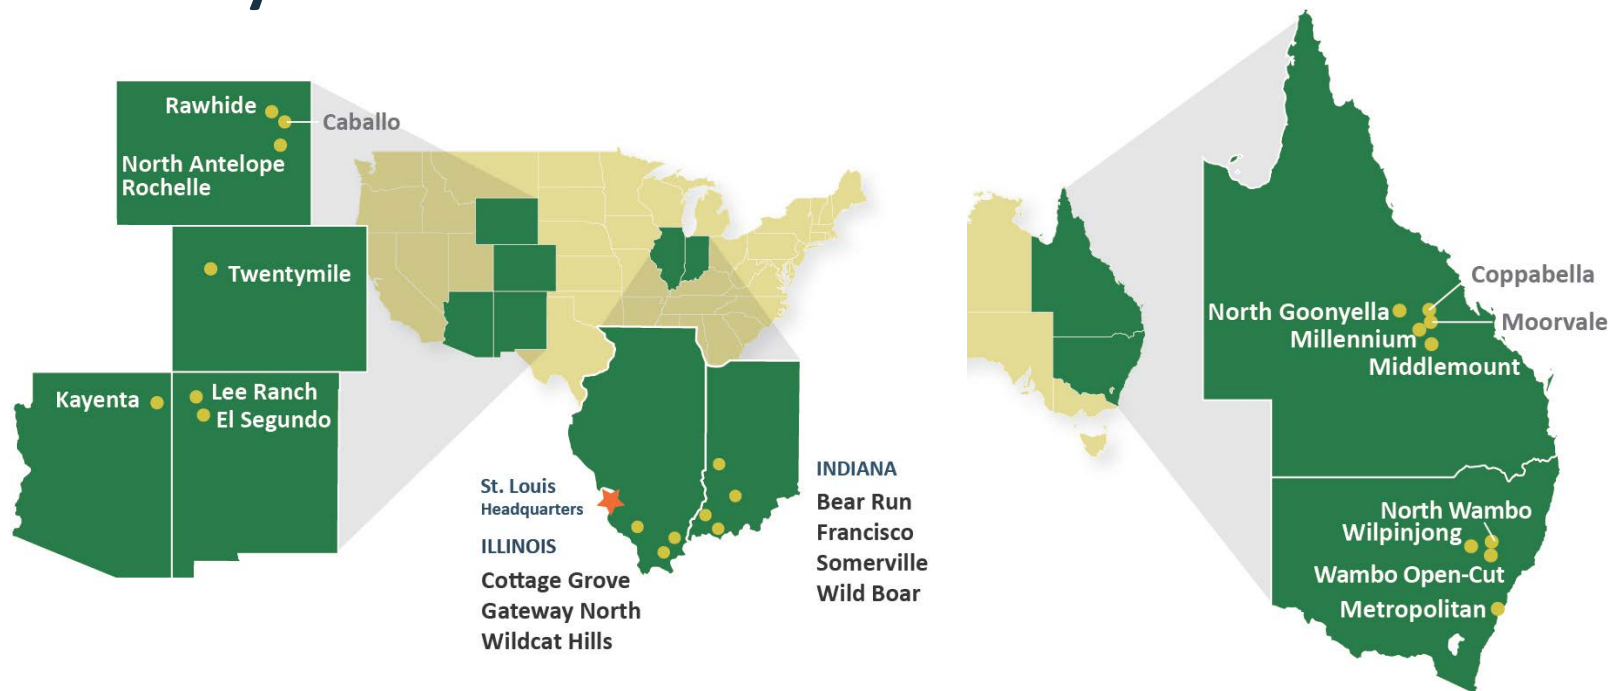 Rawhide
Caballo
North Antelope
Rochelle
Twentymile
Kayenta
Lee Ranch
El Segundo
St. Louis
Headquarters
ILLINOIS
Cottage Grove
Gateway North
Wildcat Hills
INDIANA
Bear Run
Francisco
Somerville
Wild Boar
Coppabella
North Goonyella
Moorvale
Millennium
Middlemount
North Wambo
Wilpinjong
Wambo Open-Cut
Metropolitan